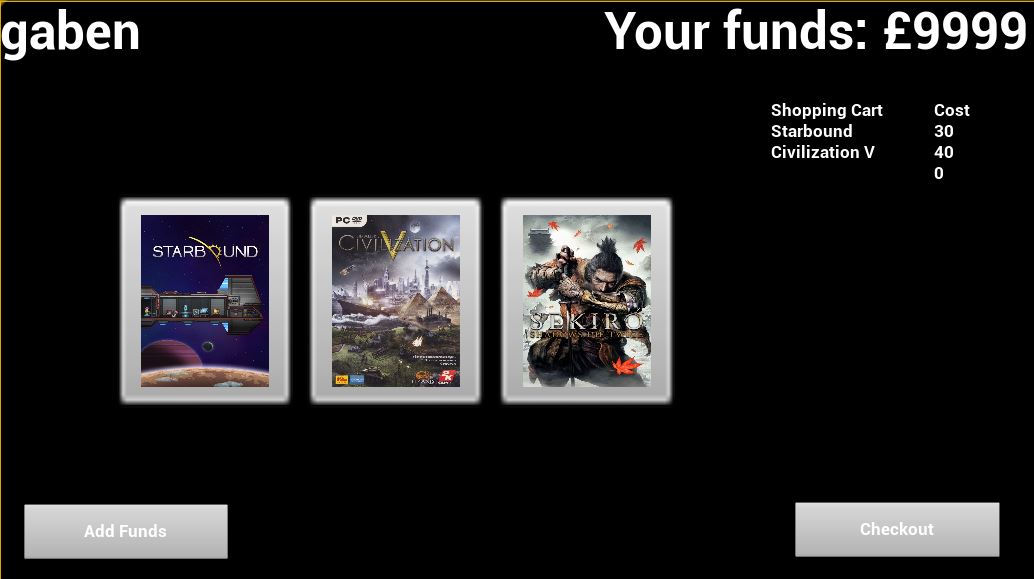 gaben
Your funds: £9999
Shopping Cart Cost
Starbound 30
Civilization V 40
0
STARBOUND
PC DVD
CIVILIZATION
V
SEKIRO
SHADOWS DIE TWICE
Add Funds
Checkout